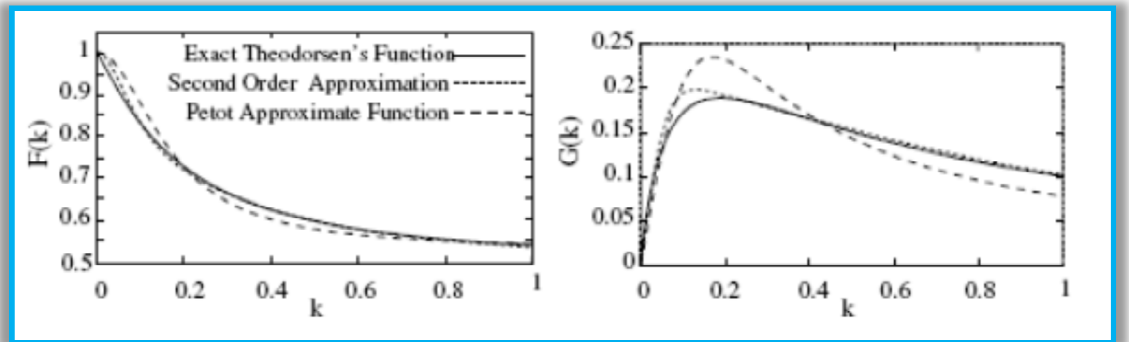 1
Exact Theodorsen's Function
0.9
Second Order Approximation
Petot Approximate Function
0.8
F(k)
0.7
0.6
0.5
0 0.2 0.4 0.6 0.8 1
k
0.25
0.2
0.15
G(k)
0.1
0.05
0
0 0.2 0.4 0.6 0.8 1
k